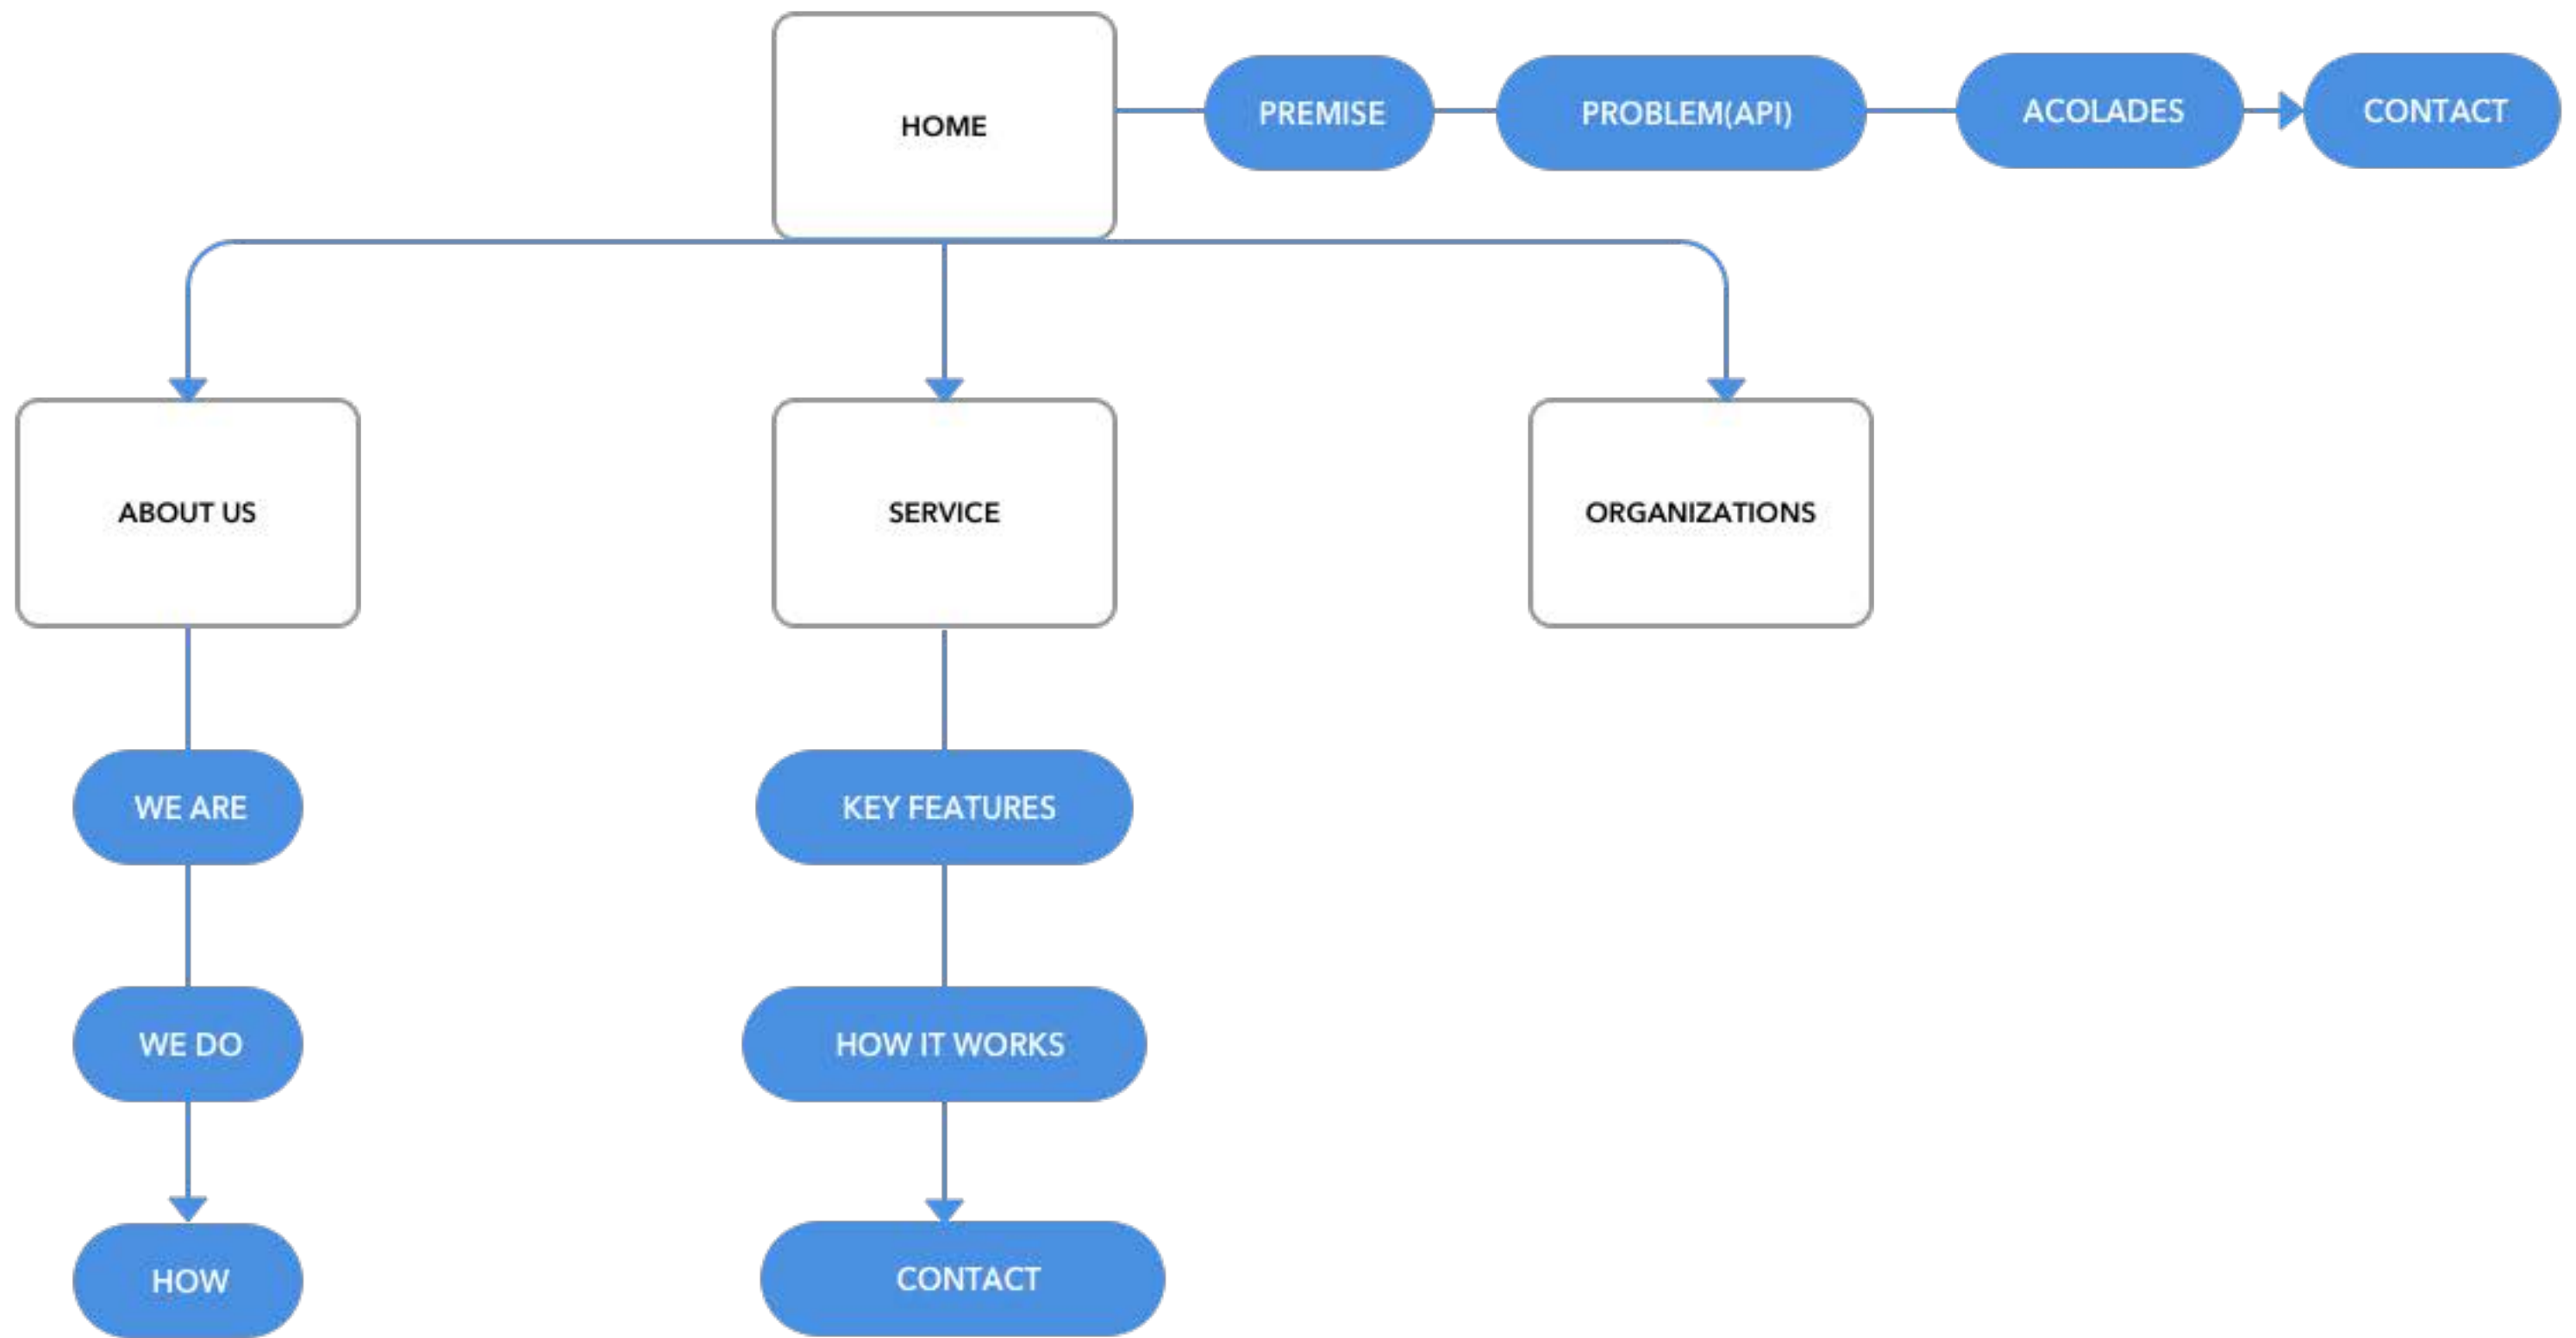 HOME
PREMISE
PROBLEM(API)
ACOLADES
CONTACT
ABOUT US
SERVICE
ORGANIZATIONS
WE ARE
KEY FEATURES
WE DO
HOW IT WORKS
HOW
CONTACT